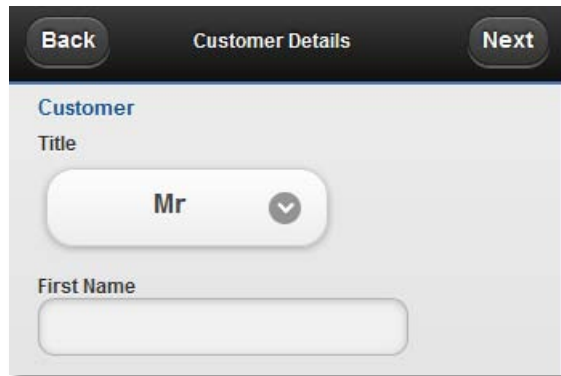 Back Customer Details Next
Customer
Title
Mr
First Name